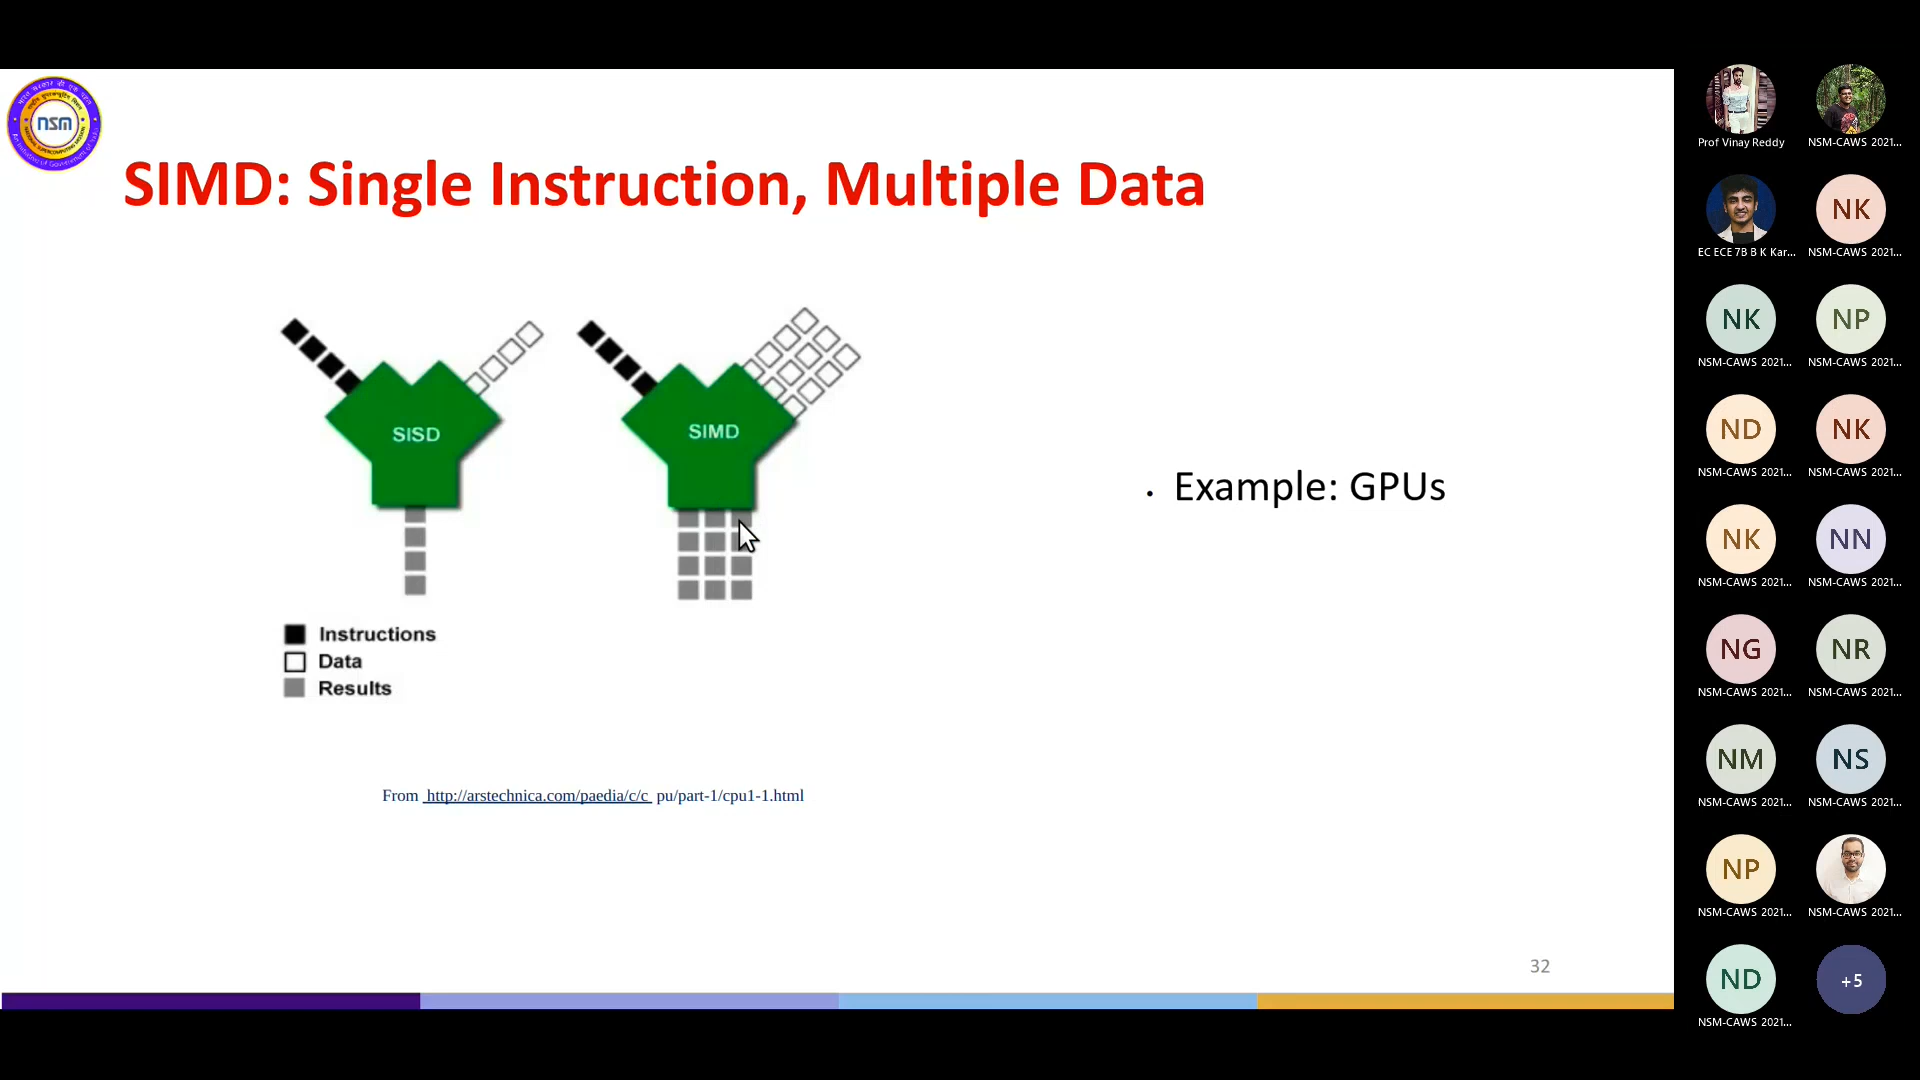 nsm
SIMD: Single Instruction, Multiple Data
SISD
SIMD
Instructions
Data
Results
• Example: GPUs
From http://arstechnica.com/paedia/c/c pu/part-1/cpu1-1.html
32
Prof Vinay Reddy
NSM-CAWS 2021...
EC ECE 7B B K Kar...
NK
NSM-CAWS 2021...
NK
NSM-CAWS 2021...
NP
NSM-CAWS 2021...
ND
NSM-CAWS 2021...
NK
NSM-CAWS 2021...
NK
NSM-CAWS 2021...
NN
NSM-CAWS 2021...
NG
NSM-CAWS 2021...
NR
NSM-CAWS 2021...
NM
NSM-CAWS 2021...
NS
NSM-CAWS 2021...
NP
NSM-CAWS 2021...
NSM-CAWS 2021...
ND
NSM-CAWS 2021...
+5